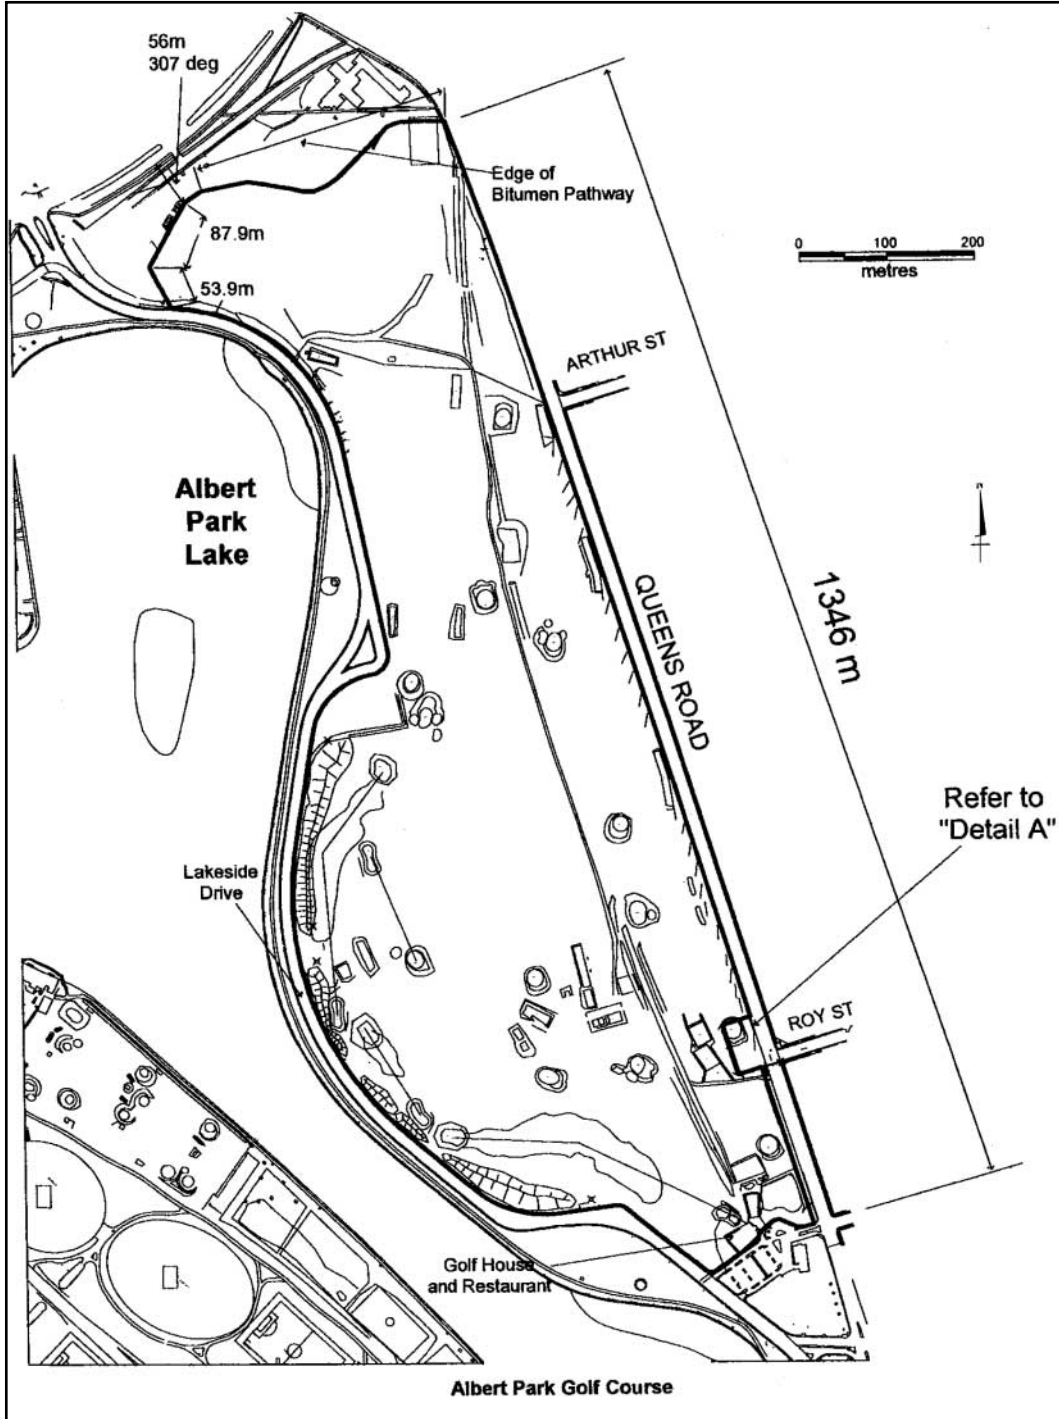 56m
307 deg
Edge of
Bitumen Pathway
87.9m
53.9m
0 100 200
metres
ARTHUR ST
Albert
Park
Lake
n
QUEENS ROAD
1346 m
Refer to
"Detail A"
Lakeside
Drive
ROY ST
Golf House
and Restaurant
Albert Park Golf Course